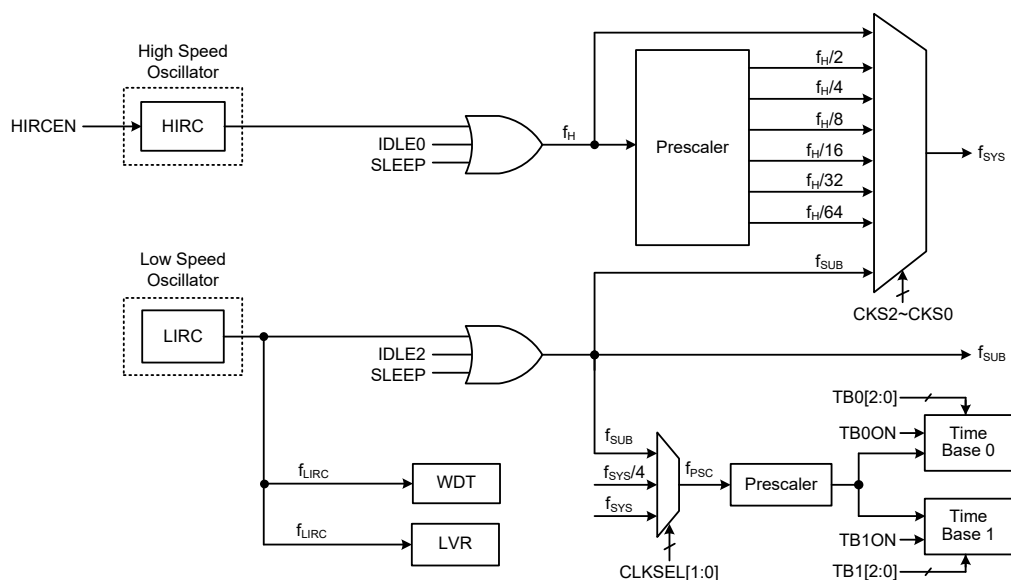 High Speed
Oscillator
HIRCEN
HIRC
IDLE0
SLEEP
fH
Prescaler
fH/2
fH/4
fH/8
fH/16
fH/32
fH/64
fSUB
fSYS
CKS2~CKS0
Low Speed
Oscillator
LIRC
IDLE2
SLEEP
fSUB
fLIRC
WDT
fLIRC
LVR
fSUB
fSYS/4
fSYS
fPSC
CLKSEL[1:0]
Prescaler
TB0[2:0]
TB0ON
Time
Base 0
Time
Base 1
TB1ON
TB1[2:0]